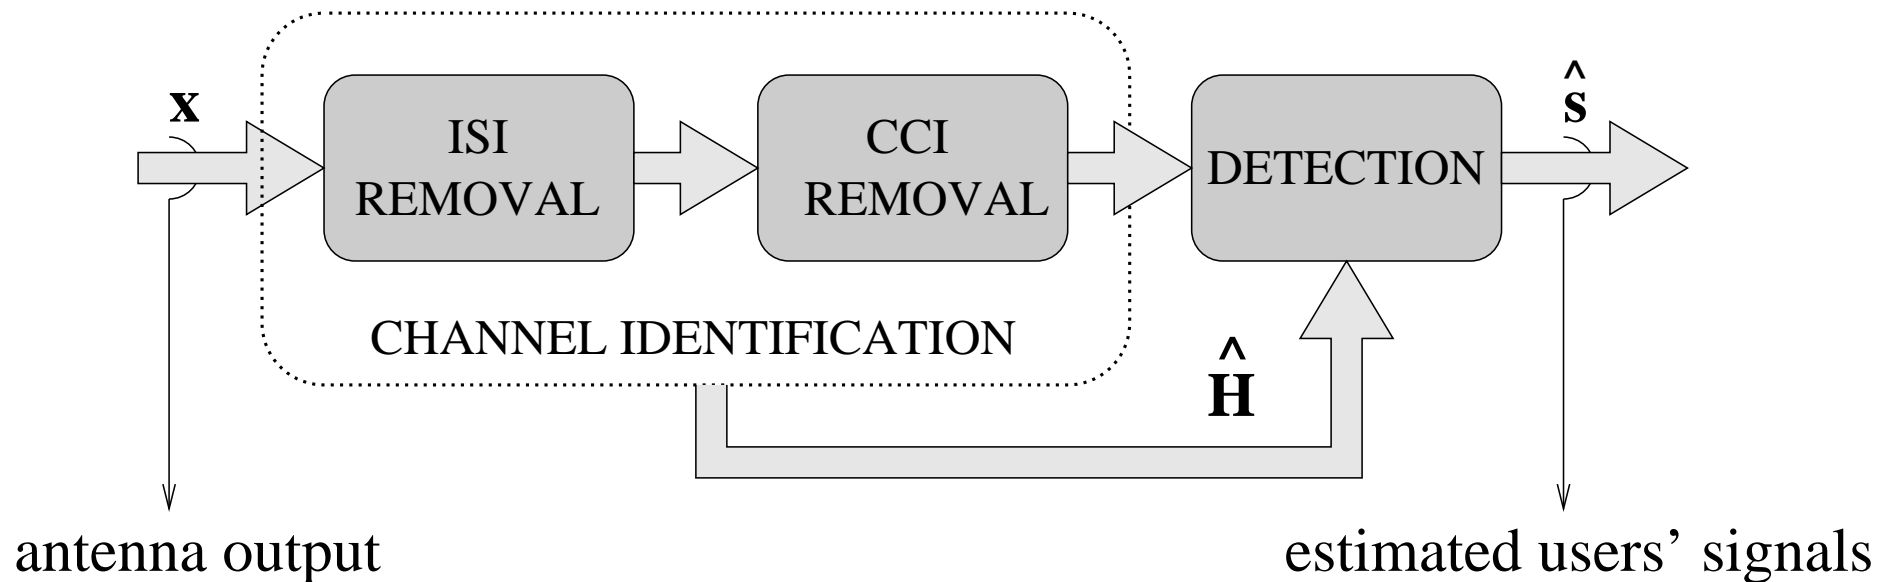 x
ŝ
ISI
REMOVAL
CCI
REMOVAL
DETECTION
CHANNEL IDENTIFICATION
Ĥ
antenna output
estimated users’ signals